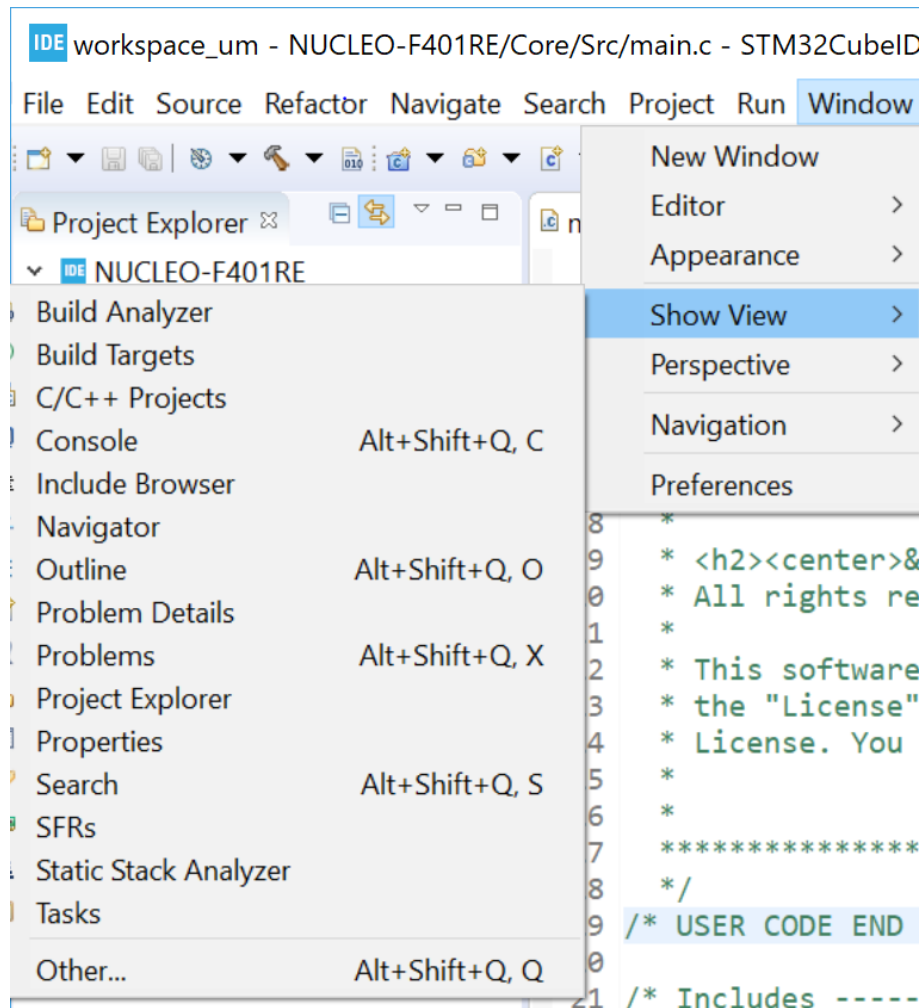 IDE workspace_um - NUCLEO-F401RE/Core/Src/main.c - STM32CubeID
File Edit Source Refactor Navigate Search Project Run Window
010
Project Explorer
IDE NUCLEO-F401RE
New Window
Editor
Appearance
Show View
Perspective
Navigation
Preferences
Build Analyzer
Build Targets
C/C++ Projects
Console Alt+Shift+Q, C
Include Browser
Navigator
Outline Alt+Shift+Q, O
Problem Details
Problems Alt+Shift+Q, X
Project Explorer
Properties
Search Alt+Shift+Q, S
SFRs
Static Stack Analyzer
Tasks
Other... Alt+Shift+Q, Q
8 *
9 * <h2><center>&
0 * All rights re
1 *
2 * This software
3 * the "License"
4 * License. You
5 *
6 *
7 ***************
8 */
9 /* USER CODE END
0
21 /* Includes -----